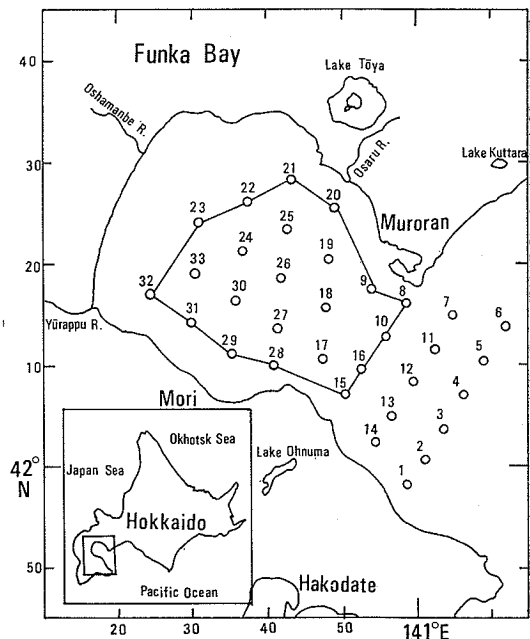 40
Funka Bay
Lake Tōya
Oshamanbe R.
Osaru R.
Lake Kuttara
30
21
22
20
23
Muroran
25
24
19
33
26
20
32
9
8
7
30
18
6
31
10
27
11
5
Yūrappu R.
29
28
17
16
12
10
15
4
Mori
13
3
14
2
Okhotsk Sea
Lake Ohnuma
Japan Sea
42°
N
1
Hokkaido
50
Pacific Ocean
Hakodate
20
30
40
50
141°E